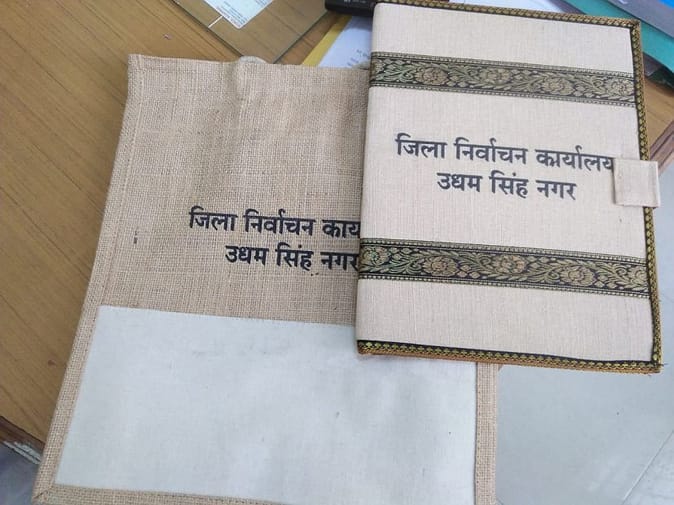 जिला निर्वाचन कार्यालय
उधम सिंह नगर
जिला निर्वाचन
उधम सिंह नगर